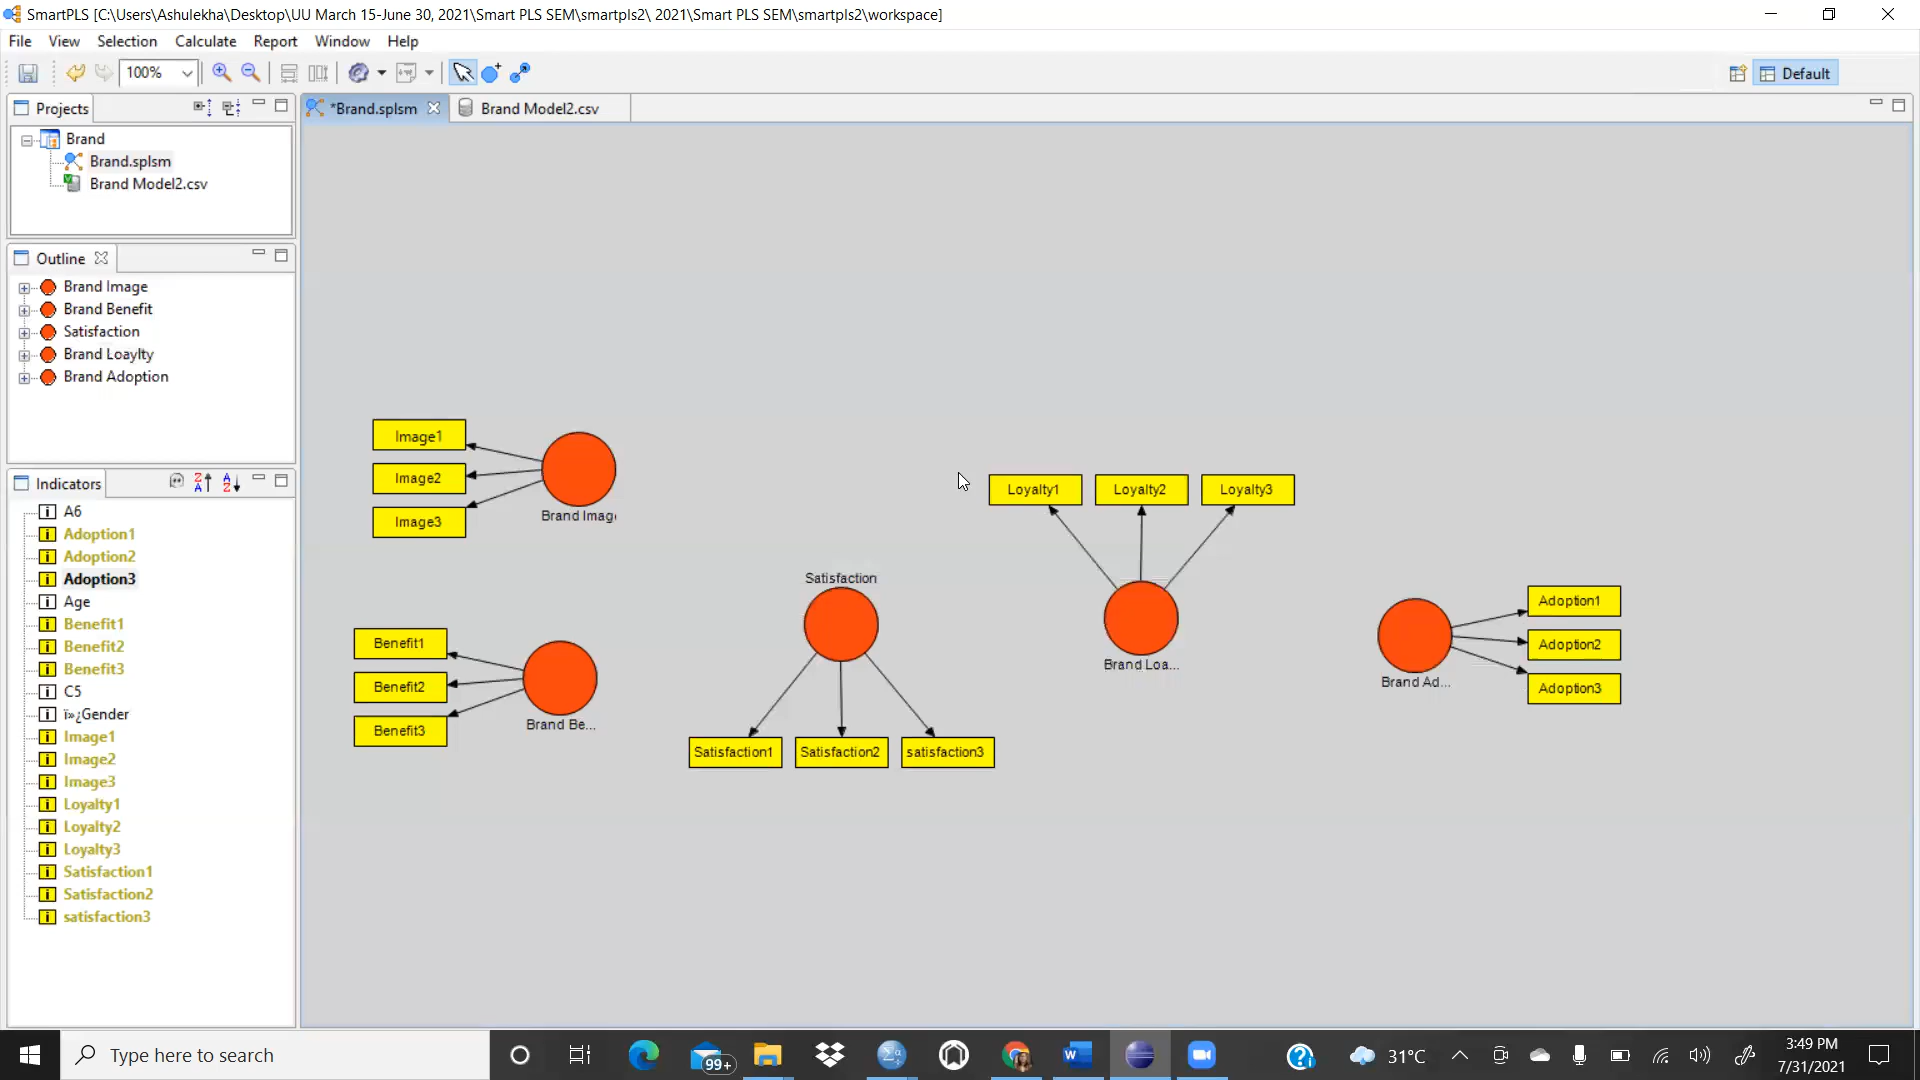 SmartPLS [C:\Users\Ashulekha\Desktop\UU March 15-June 30, 2021\Smart PLS SEM\smartpls2\ 2021\Smart PLS SEM\smartpls2\workspace]
File View Selection Calculate Report Window Help
100%
Default
Projects
*Brand.splsm
Brand Model2.csv
Brand
Brand.splsm
Brand Model2.csv
Outline
Brand Image
Brand Benefit
Satisfaction
Brand Loaylty
Brand Adoption
Indicators
A6
Adoption1
Adoption2
Adoption3
Age
Benefit1
Benefit2
Benefit3
C5
ï»¿Gender
Image1
Image2
Image3
Loyalty1
Loyalty2
Loyalty3
Satisfaction1
Satisfaction2
satisfaction3
Image1
Image2
Image3
Brand Imag
Benefit1
Benefit2
Benefit3
Brand Be...
Satisfaction
Satisfaction1 Satisfaction2 satisfaction3
Loyalty1 Loyalty2 Loyalty3
Brand Loa...
Adoption1
Adoption2
Adoption3
Brand Ad...
Type here to search
99+
31°C
3:49 PM
7/31/2021